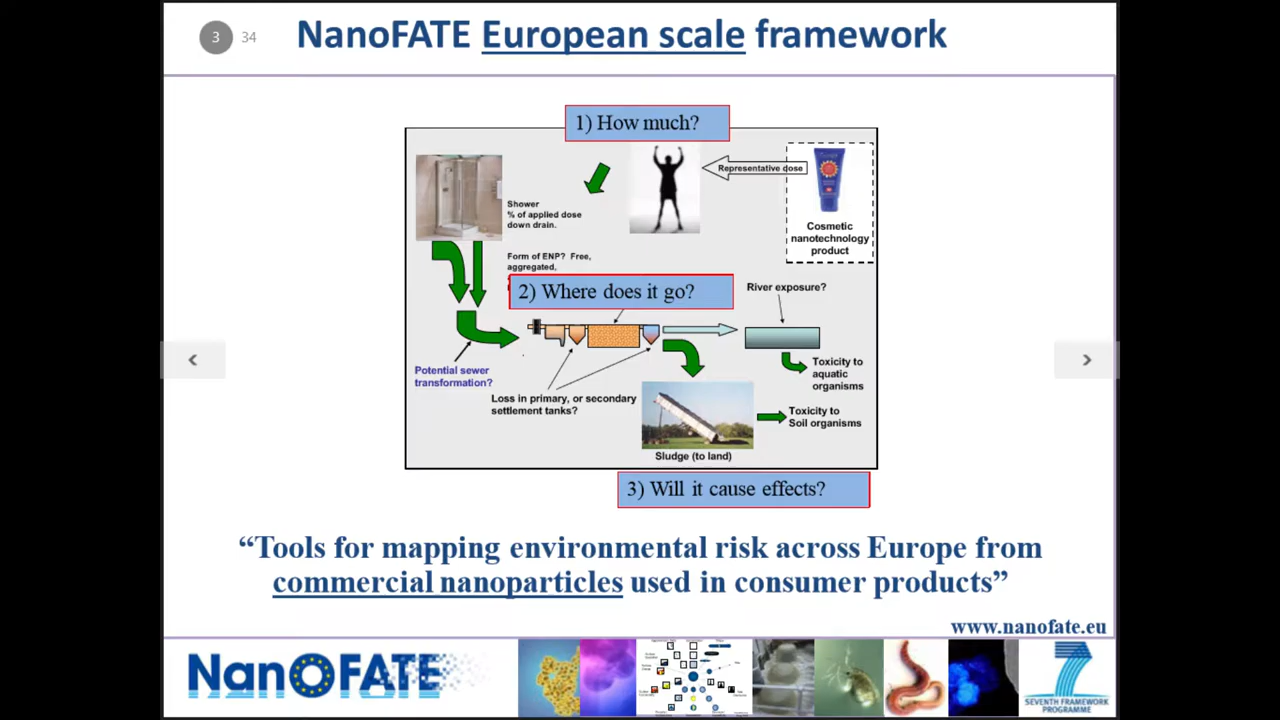 3 34
NanoFATE European scale framework
1) How much?
Representative dose
Shower
% of applied dose
down drain.
Cosmetic
nanotechnology
product
Form of ENP? Free,
aggregated,
2) Where does it go?
River exposure?
Potential sewer
transformation?
Toxicity to
aquatic
organisms
Loss in primary, or secondary
settlement tanks?
Toxicity to
Soil organisms
Sludge (to land)
3) Will it cause effects?
“Tools for mapping environmental risk across Europe from
commercial nanoparticles used in consumer products”
www.nanofate.eu
NanoFATE
7
SEVENTH FRAMEWORK
PROGRAMME